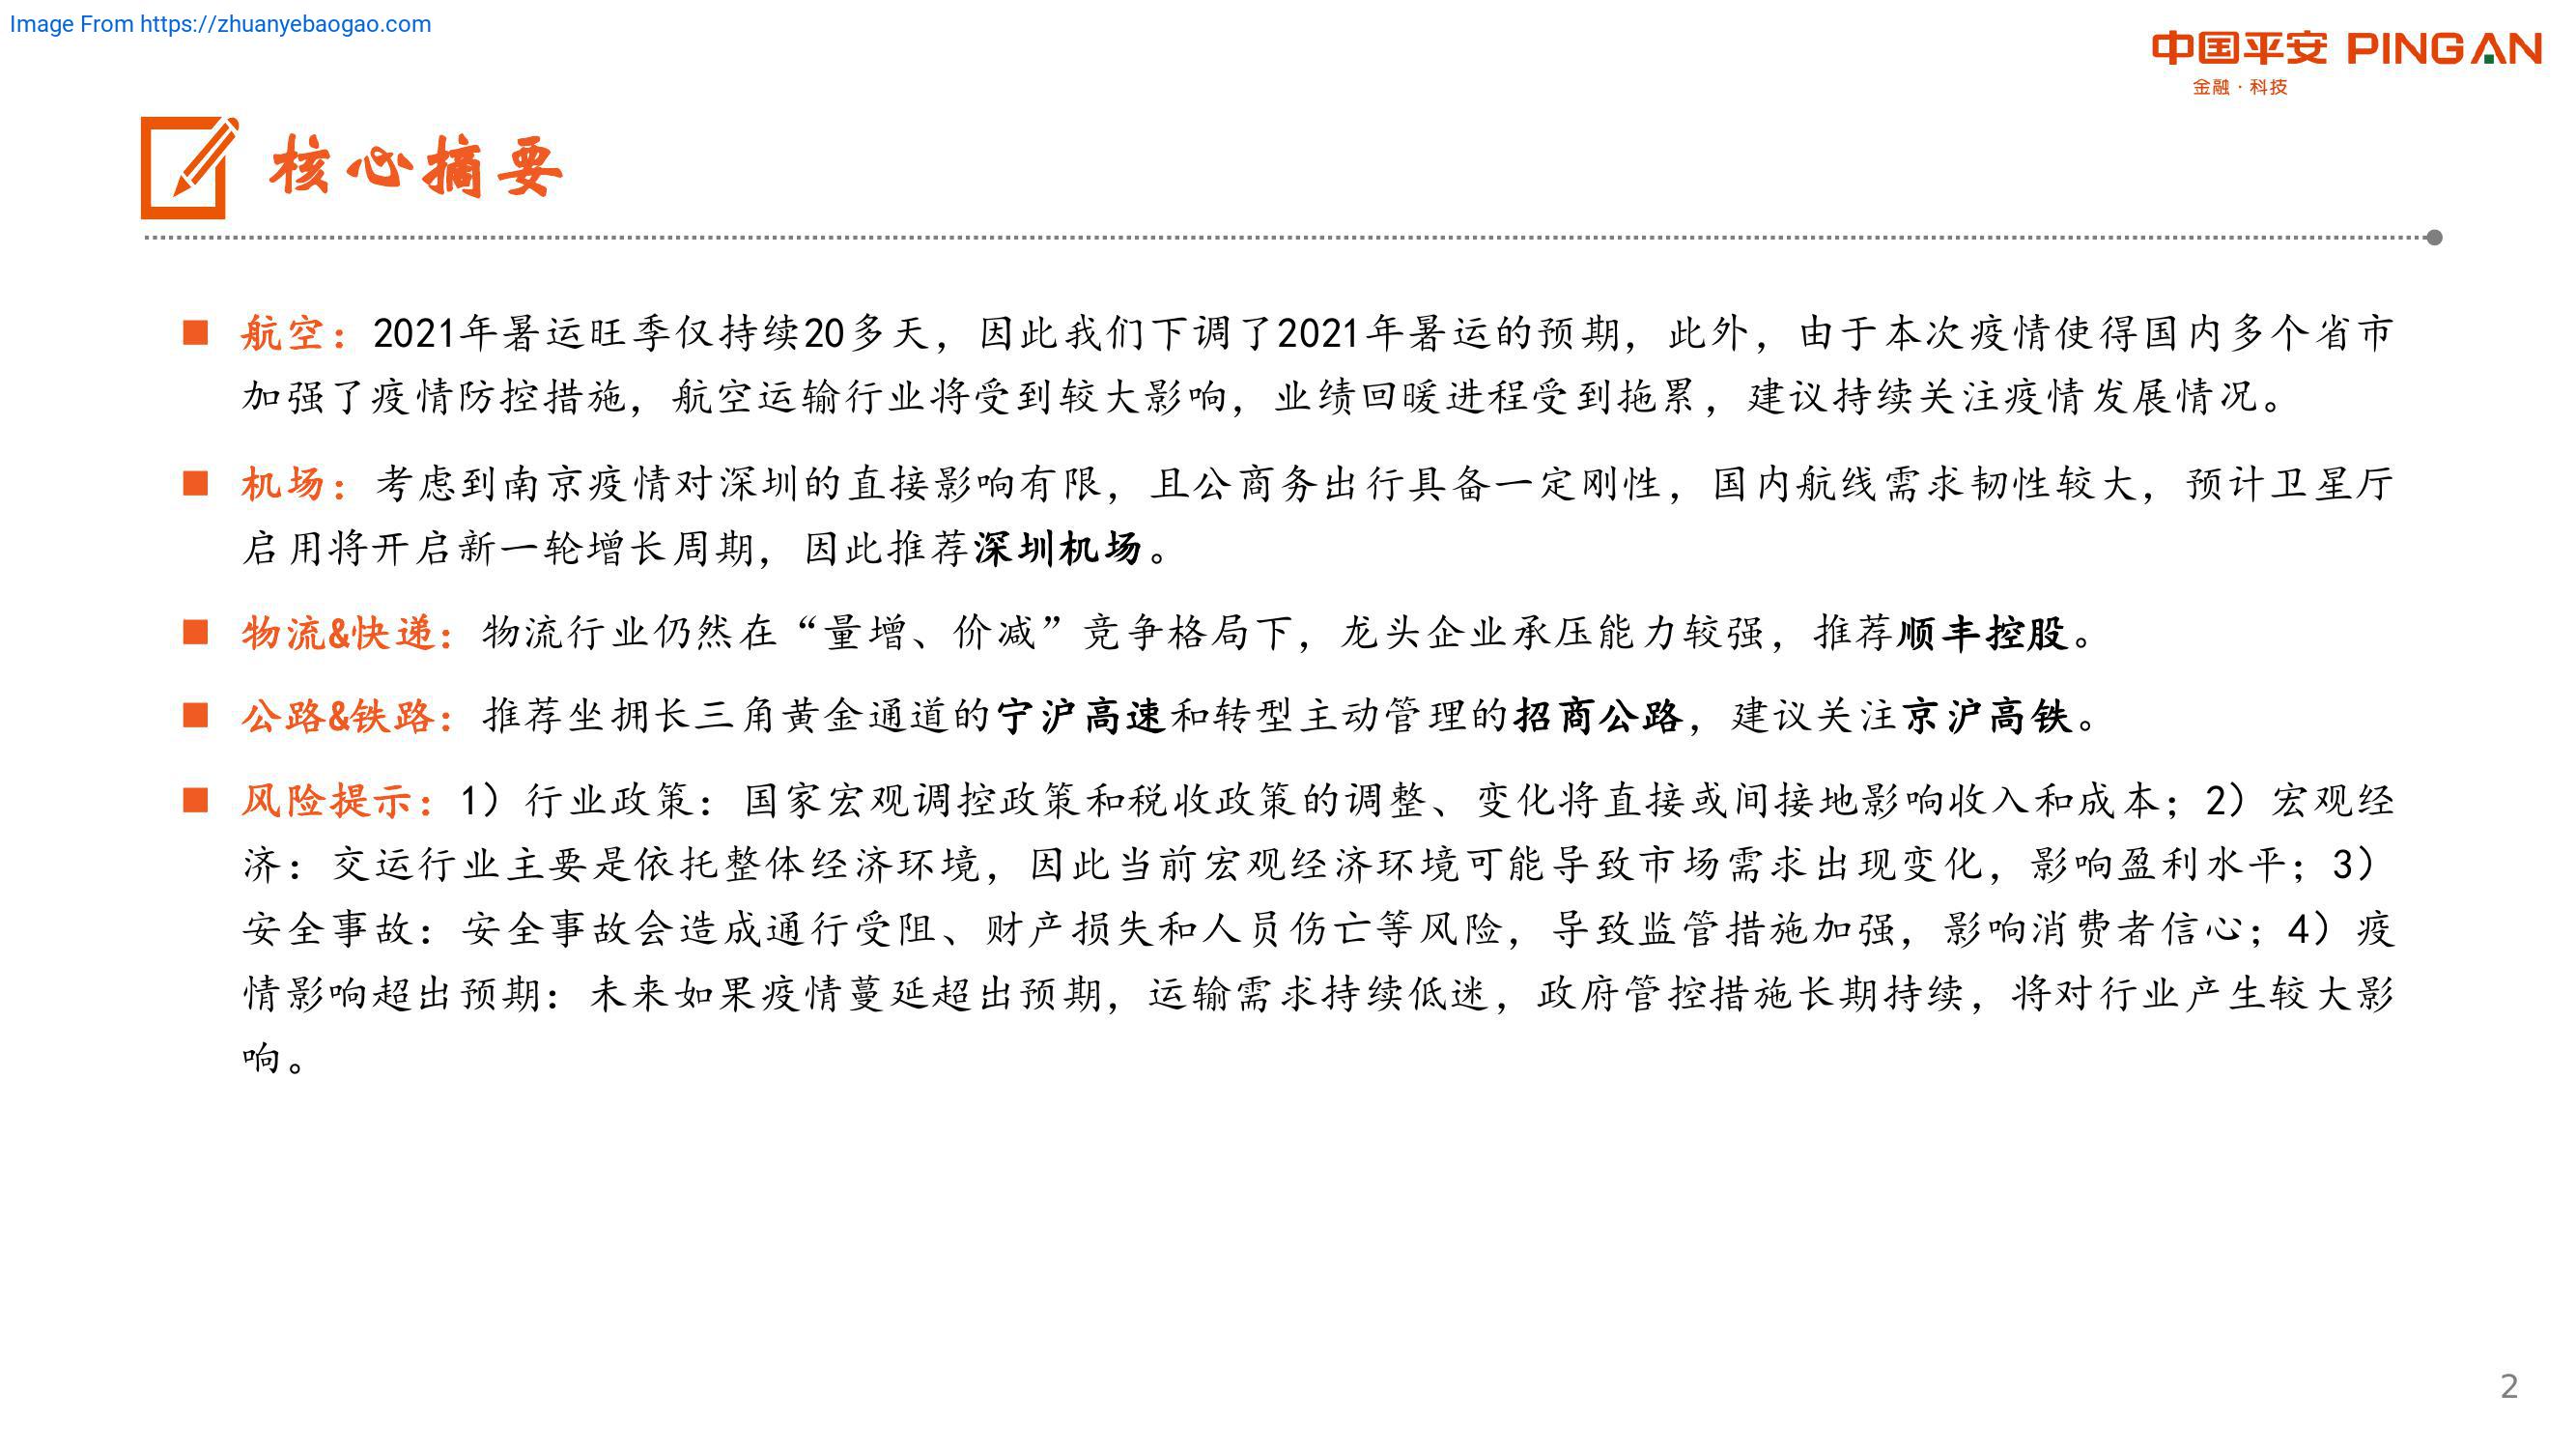 Image From https://zhuanyebaogao.com
中国平安 PINGAN
金融·科技
核心摘要
航空：2021年暑运旺季仅持续20多天，因此我们下调了2021年暑运的预期，此外，由于本次疫情使得国内多个省市
加强了疫情防控措施，航空运输行业将受到较大影响，业绩回暖进程受到拖累，建议持续关注疫情发展情况。
机场：考虑到南京疫情对深圳的直接影响有限，且公商务出行具备一定刚性，国内航线需求韧性较大，预计卫星厅
启用将开启新一轮增长周期，因此推荐深圳机场。
物流&快递：物流行业仍然在“量增、价减”竞争格局下，龙头企业承压能力较强，推荐顺丰控股。
公路&铁路：推荐坐拥长三角黄金通道的宁沪高速和转型主动管理的招商公路，建议关注京沪高铁。
风险提示：1）行业政策：国家宏观调控政策和税收政策的调整、变化将直接或间接地影响收入和成本；2）宏观经
济：交运行业主要是依托整体经济环境，因此当前宏观经济环境可能导致市场需求出现变化，影响盈利水平；3）
安全事故：安全事故会造成通行受阻、财产损失和人员伤亡等风险，导致监管措施加强，影响消费者信心；4）疫
情影响超出预期：未来如果疫情蔓延超出预期，运输需求持续低迷，政府管控措施长期持续，将对行业产生较大影
响。
2